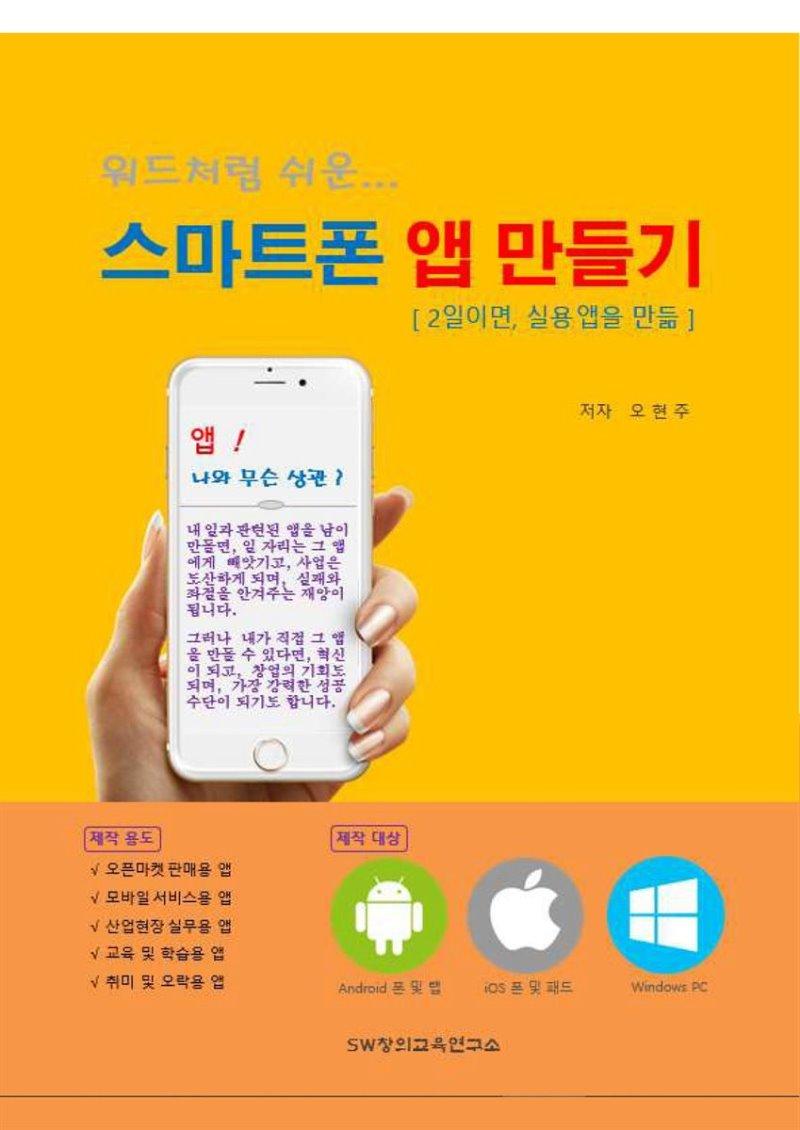 워드처럼 쉬운...
스마트폰 앱 만들기
[ 2일이면, 실용앱을 만듦 ]
저자 오 현 주
앱 !
나와 무슨 상관 ?
내 일과 관련된 앱을 남이
만들면, 일 자리는 그 앱
에게 빼앗기고, 사업은
도산하게 되며, 실패와
좌절을 안겨주는 재앙이
됩니다.
그러나 내가 직접 그 앱
을 만들 수 있다면, 혁신
이 되고, 창업의 기회도
되며, 가장 강력한 성공
수단이 되기도 합니다.
제작 용도
√ 오픈마켓 판매용 앱
√ 모바일 서비스용 앱
√ 산업현장 실무용 앱
√ 교육 및 학습용 앱
√ 취미 및 오락용 앱
제작 대상
Android 폰 및 탭
iOS 폰 및 패드
Windows PC
SW창의교육연구소